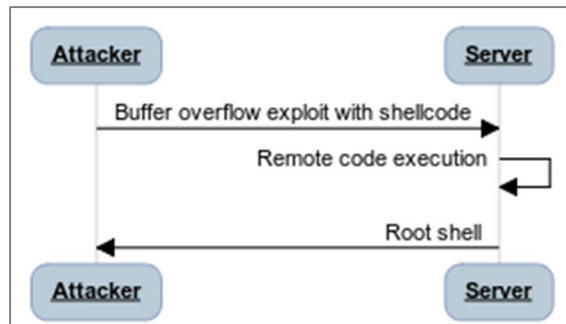 Attacker
Server
Buffer overflow exploit with shellcode
Remote code execution
Root shell
Attacker
Server